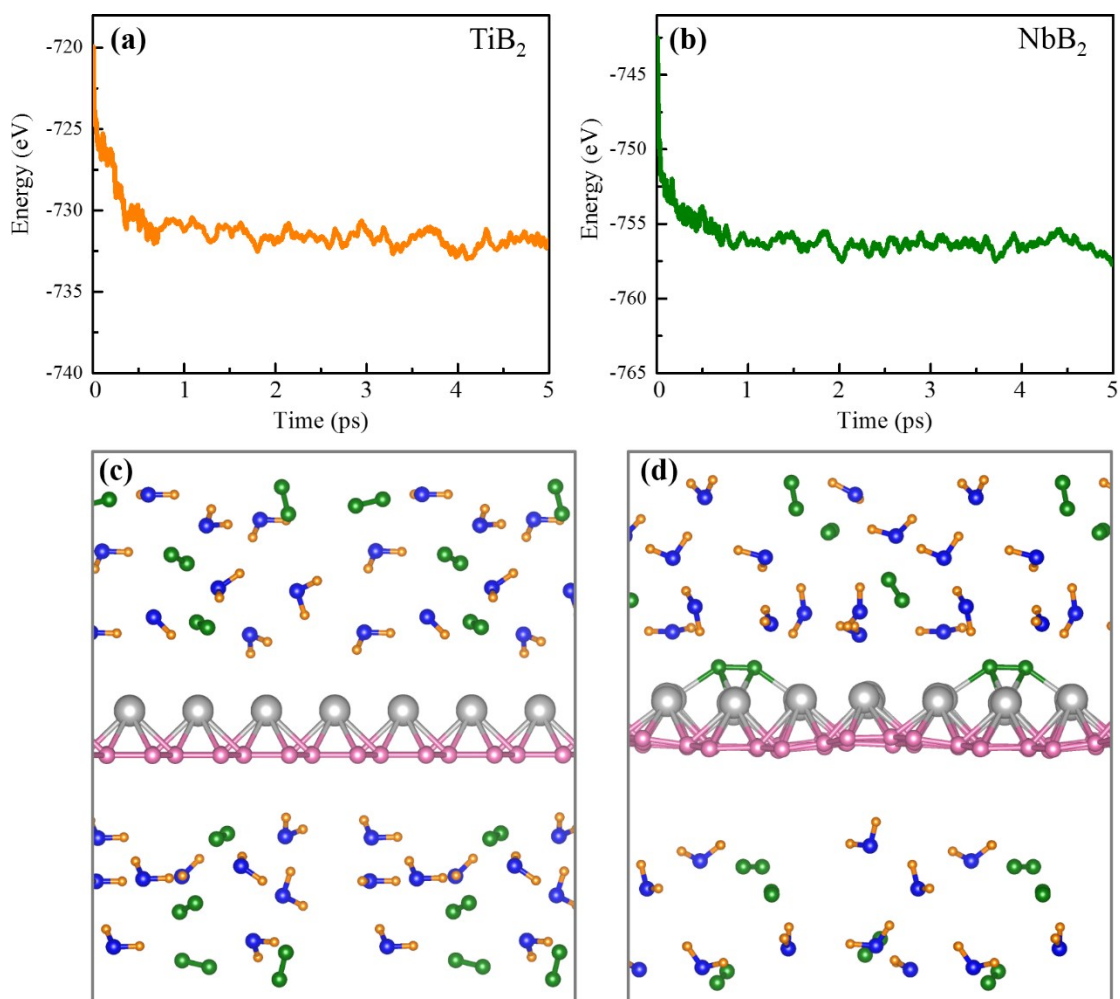 (a) TiB₂
-720
-725
-730
-735
-740
Energy (eV)
0 1 2 3 4 5
Time (ps)
(b) NbB₂
-745
-750
-755
-760
-765
Energy (eV)
0 1 2 3 4 5
Time (ps)
(c)
(d)